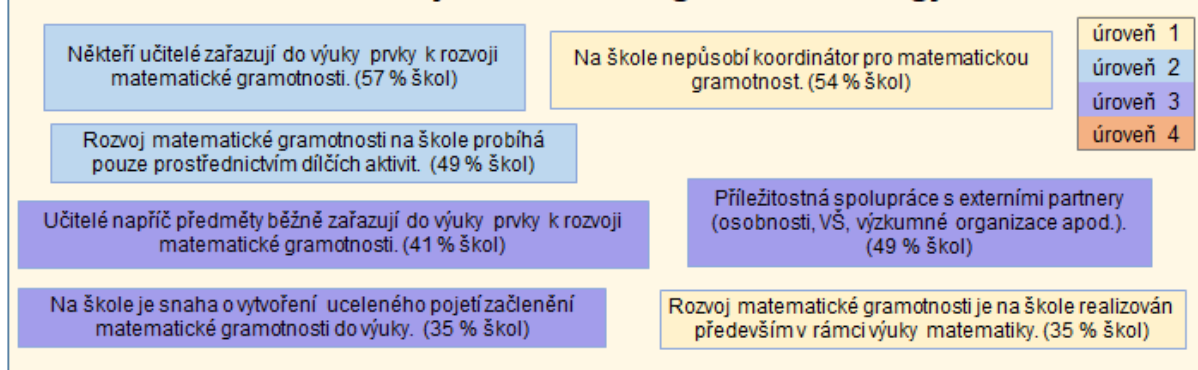 Někteří učitelé zařazují do výuky prvky k rozvoji
matematické gramotnosti. (57 % škol)
Na škole nepůsobí koordinátor pro matematickou
gramotnost. (54 % škol)
úroveň 1
úroveň 2
úroveň 3
úroveň 4
Rozvoj matematické gramotnosti na škole probíhá
pouze prostřednictvím dílčích aktivit. (49 % škol)
Učitelé napříč předměty běžně zařazují do výuky prvky k rozvoji
matematické gramotnosti. (41 % škol)
Příležitostná spolupráce s externími partnery
(osobnosti, VŠ, výzkumné organizace apod.).
(49 % škol)
Na škole je snaha o vytvoření uceleného pojetí začlenění
matematické gramotnosti do výuky. (35 % škol)
Rozvoj matematické gramotnosti je na škole realizován
především v rámci výuky matematiky. (35 % škol)